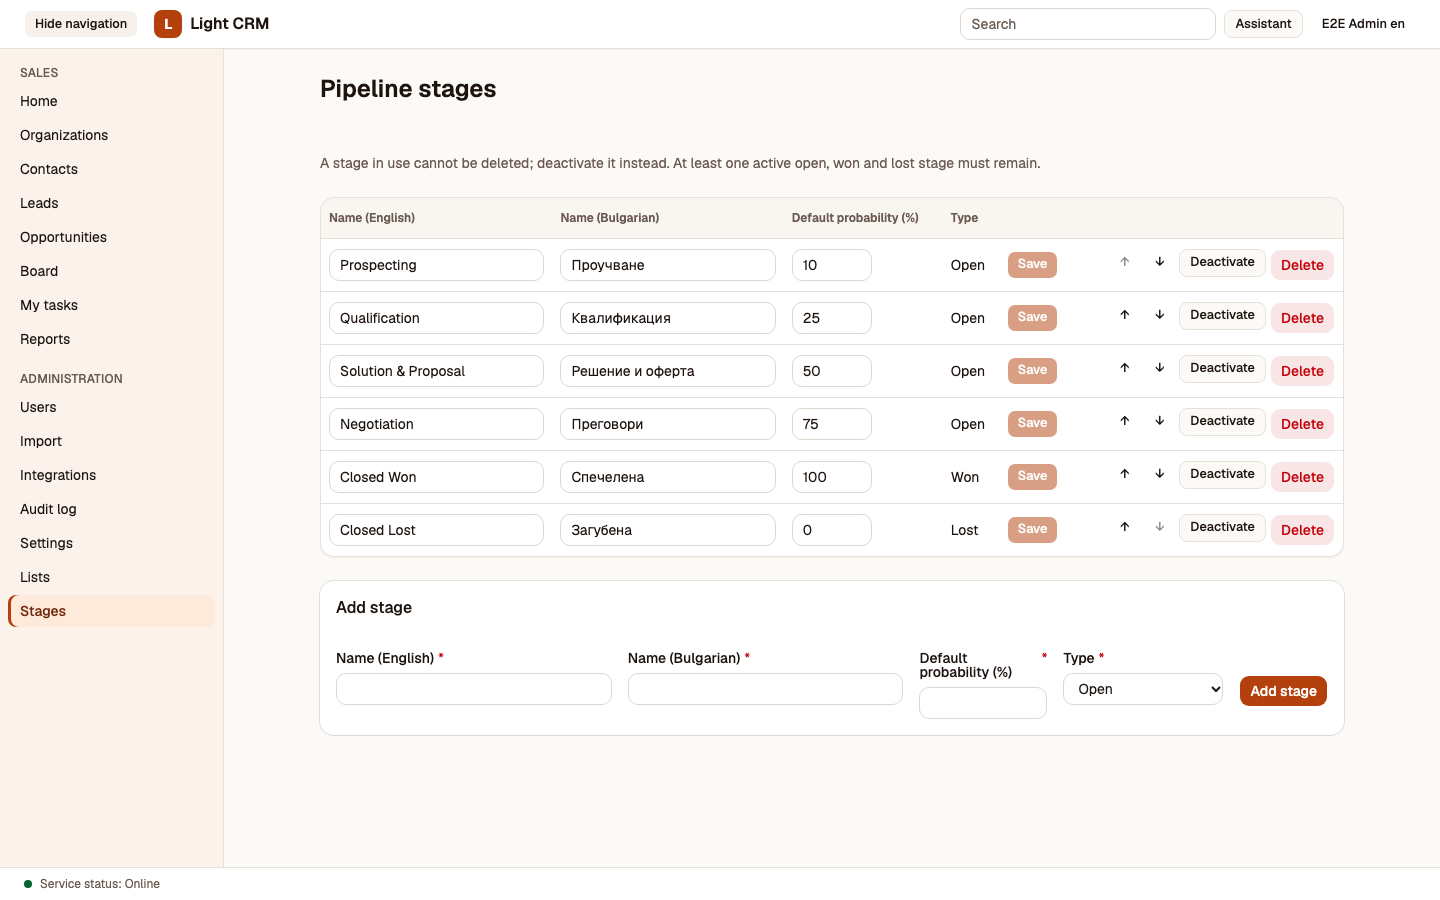 Hide navigation
L
Light CRM
Search
Assistant
E2E Admin en
SALES
Home
Organizations
Contacts
Leads
Opportunities
Board
My tasks
Reports
ADMINISTRATION
Users
Import
Integrations
Audit log
Settings
Lists
Stages
Pipeline stages
A stage in use cannot be deleted; deactivate it instead. At least one active open, won and lost stage must remain.
Name (English) Name (Bulgarian) Default probability (%) Type
Prospecting Проучване 10 Open Save ↑ ↓ Deactivate Delete
Qualification Квалификация 25 Open Save ↑ ↓ Deactivate Delete
Solution & Proposal Решение и оферта 50 Open Save ↑ ↓ Deactivate Delete
Negotiation Преговори 75 Open Save ↑ ↓ Deactivate Delete
Closed Won Спечелена 100 Won Save ↑ ↓ Deactivate Delete
Closed Lost Загубена 0 Lost Save ↑ ↓ Deactivate Delete
Add stage
Name (English) *
Name (Bulgarian) *
Default probability (%) *
Type *
Open
Add stage
Service status: Online